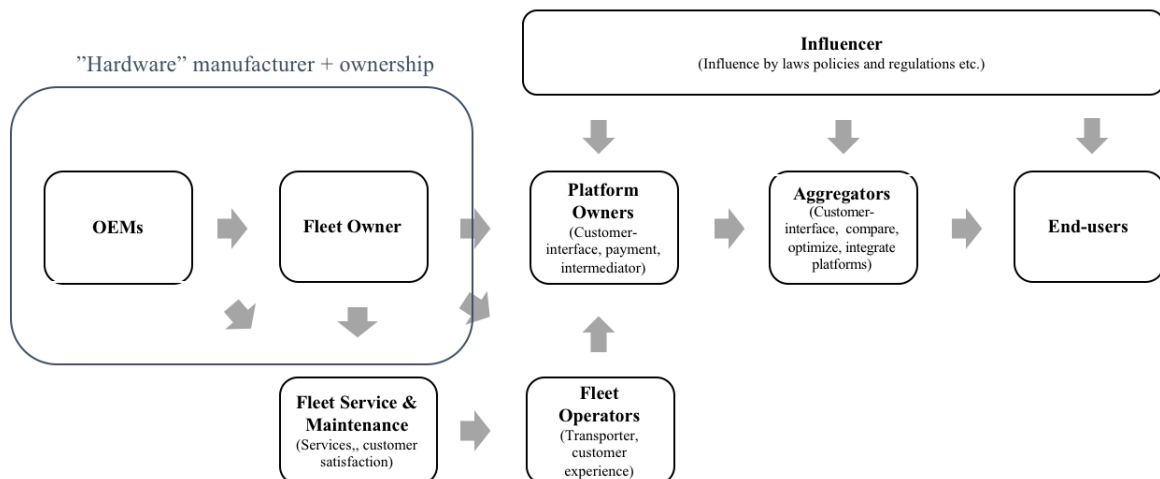 Influencer
(Influence by laws policies and regulations etc.)
”Hardware” manufacturer + ownership
OEMs
Fleet Owner
Platform
Owners
(Customer-
interface, payment,
intermediator)
Aggregators
(Customer-
interface, compare,
optimize, integrate
platforms)
End-users
Fleet Service &
Maintenance
(Services,, customer
satisfaction)
Fleet
Operators
(Transporter,
customer
experience)